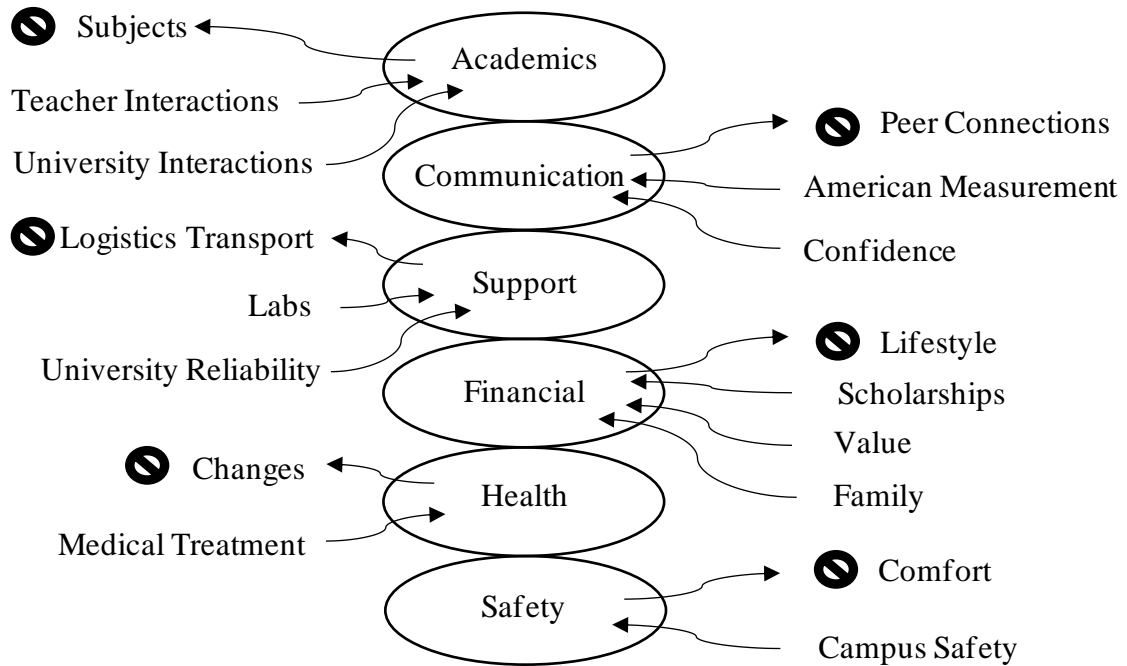 Subjects
Academics
Teacher Interactions
University Interactions
Peer Connections
Communication
American Measurement
Confidence
Logistics Transport
Support
Labs
University Reliability
Lifestyle
Financial
Scholarships
Value
Family
Changes
Health
Medical Treatment
Comfort
Safety
Campus Safety